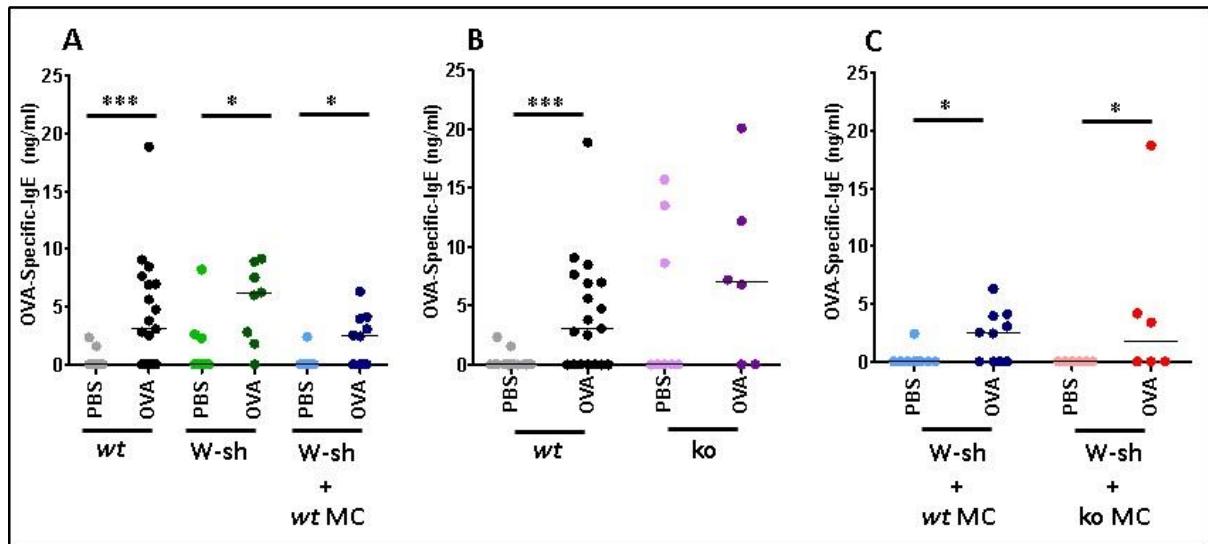 A
B
C
OVA-Specific-IgE (ng/ml)
25
20
15
10
5
0
***
*
*
PBS
OVA
PBS
OVA
PBS
OVA
wt
W-sh
W-sh
+
wt MC
OVA-Specific-IgE (ng/ml)
25
20
15
10
5
0
***
PBS
OVA
PBS
OVA
wt
ko
OVA-Specific-IgE (ng/ml)
25
20
15
10
5
0
*
*
PBS
OVA
PBS
OVA
W-sh
+
wt MC
W-sh
+
ko MC